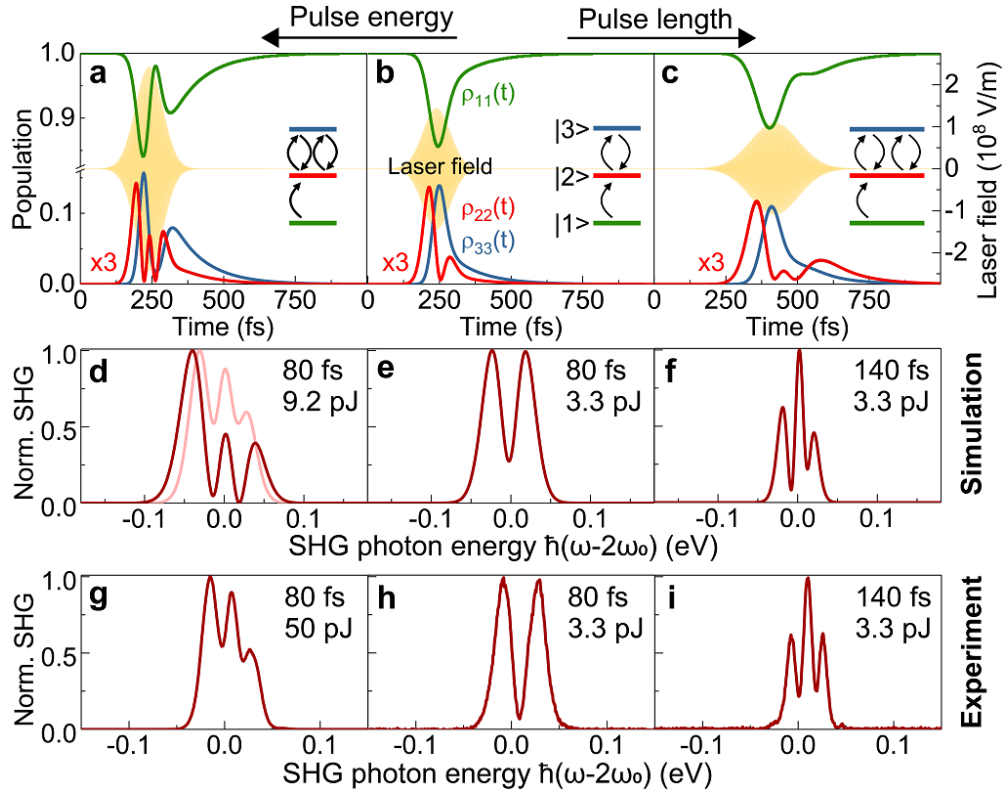 Pulse energy
Pulse length
a
b
c
Population
1.0
0.9
0.1
0.0
ρ11(t)
Laser field
ρ22(t)
ρ33(t)
|3>
|2>
|1>
x3
x3
x3
Laser field (10⁸ V/m)
2
1
0
-1
-2
0 250 500 750
0 250 500 750
0 250 500 750
Time (fs)
Time (fs)
Time (fs)
Norm. SHG
1.0
0.5
0.0
d
80 fs
9.2 pJ
e
80 fs
3.3 pJ
f
140 fs
3.3 pJ
Simulation
-0.1 0.0 0.1
-0.1 0.0 0.1
-0.1 0.0 0.1
SHG photon energy ħ(ω-2ω₀) (eV)
Norm. SHG
1.0
0.5
0.0
g
80 fs
50 pJ
h
80 fs
3.3 pJ
i
140 fs
3.3 pJ
Experiment
-0.1 0.0 0.1
-0.1 0.0 0.1
-0.1 0.0 0.1
SHG photon energy ħ(ω-2ω₀) (eV)